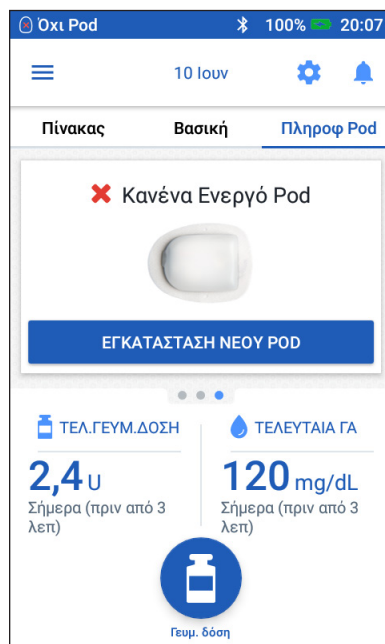 Όχι Pod 100% 20:07
10 Ιουν
Πίνακας Βασική Πληροφ Pod
Κανένα Ενεργό Pod
ΕΓΚΑΤΑΣΤΑΣΗ ΝΕΟΥ POD
ΤΕΛ.ΓΕΥΜ.ΔΟΣΗ
2,4 U
Σήμερα (πριν από 3
λεπ)
ΤΕΛΕΥΤΑΙΑ ΓΑ
120 mg/dL
Σήμερα (πριν από 3
λεπ)
Γευμ. δόση